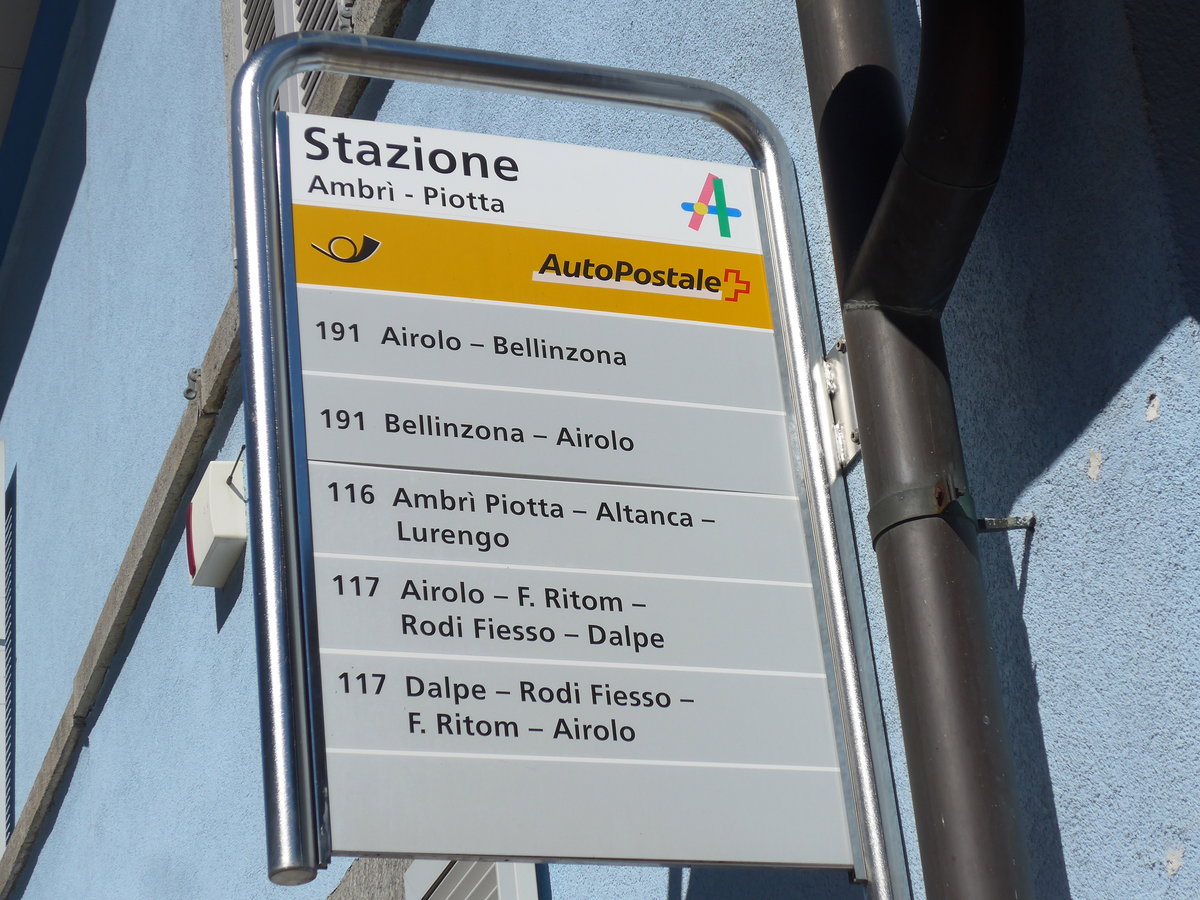 Stazione
Ambrì - Piotta
AutoPostale
191 Airolo – Bellinzona
191 Bellinzona – Airolo
116 Ambrì Piotta – Altanca –
Lurengo
117 Airolo – F. Ritom –
Rodi Fiesso – Dalpe
117 Dalpe – Rodi Fiesso –
F. Ritom – Airolo